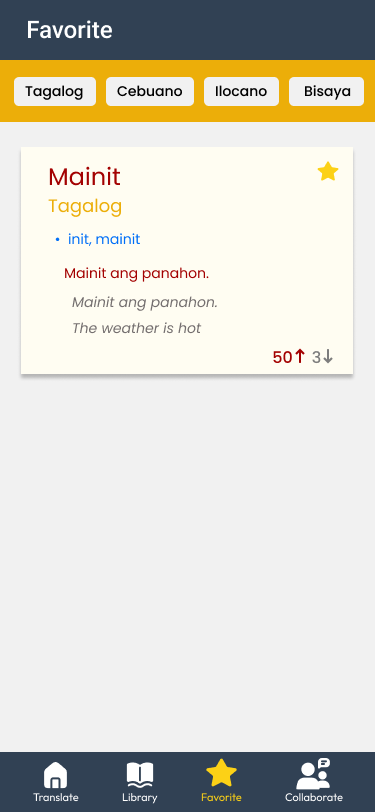 Favorite
Tagalog Cebuano Ilocano Bisaya
Mainit
Tagalog
• init, mainit
Mainit ang panahon.
Mainit ang panahon.
The weather is hot
50 3
Translate Library Favorite Collaborate